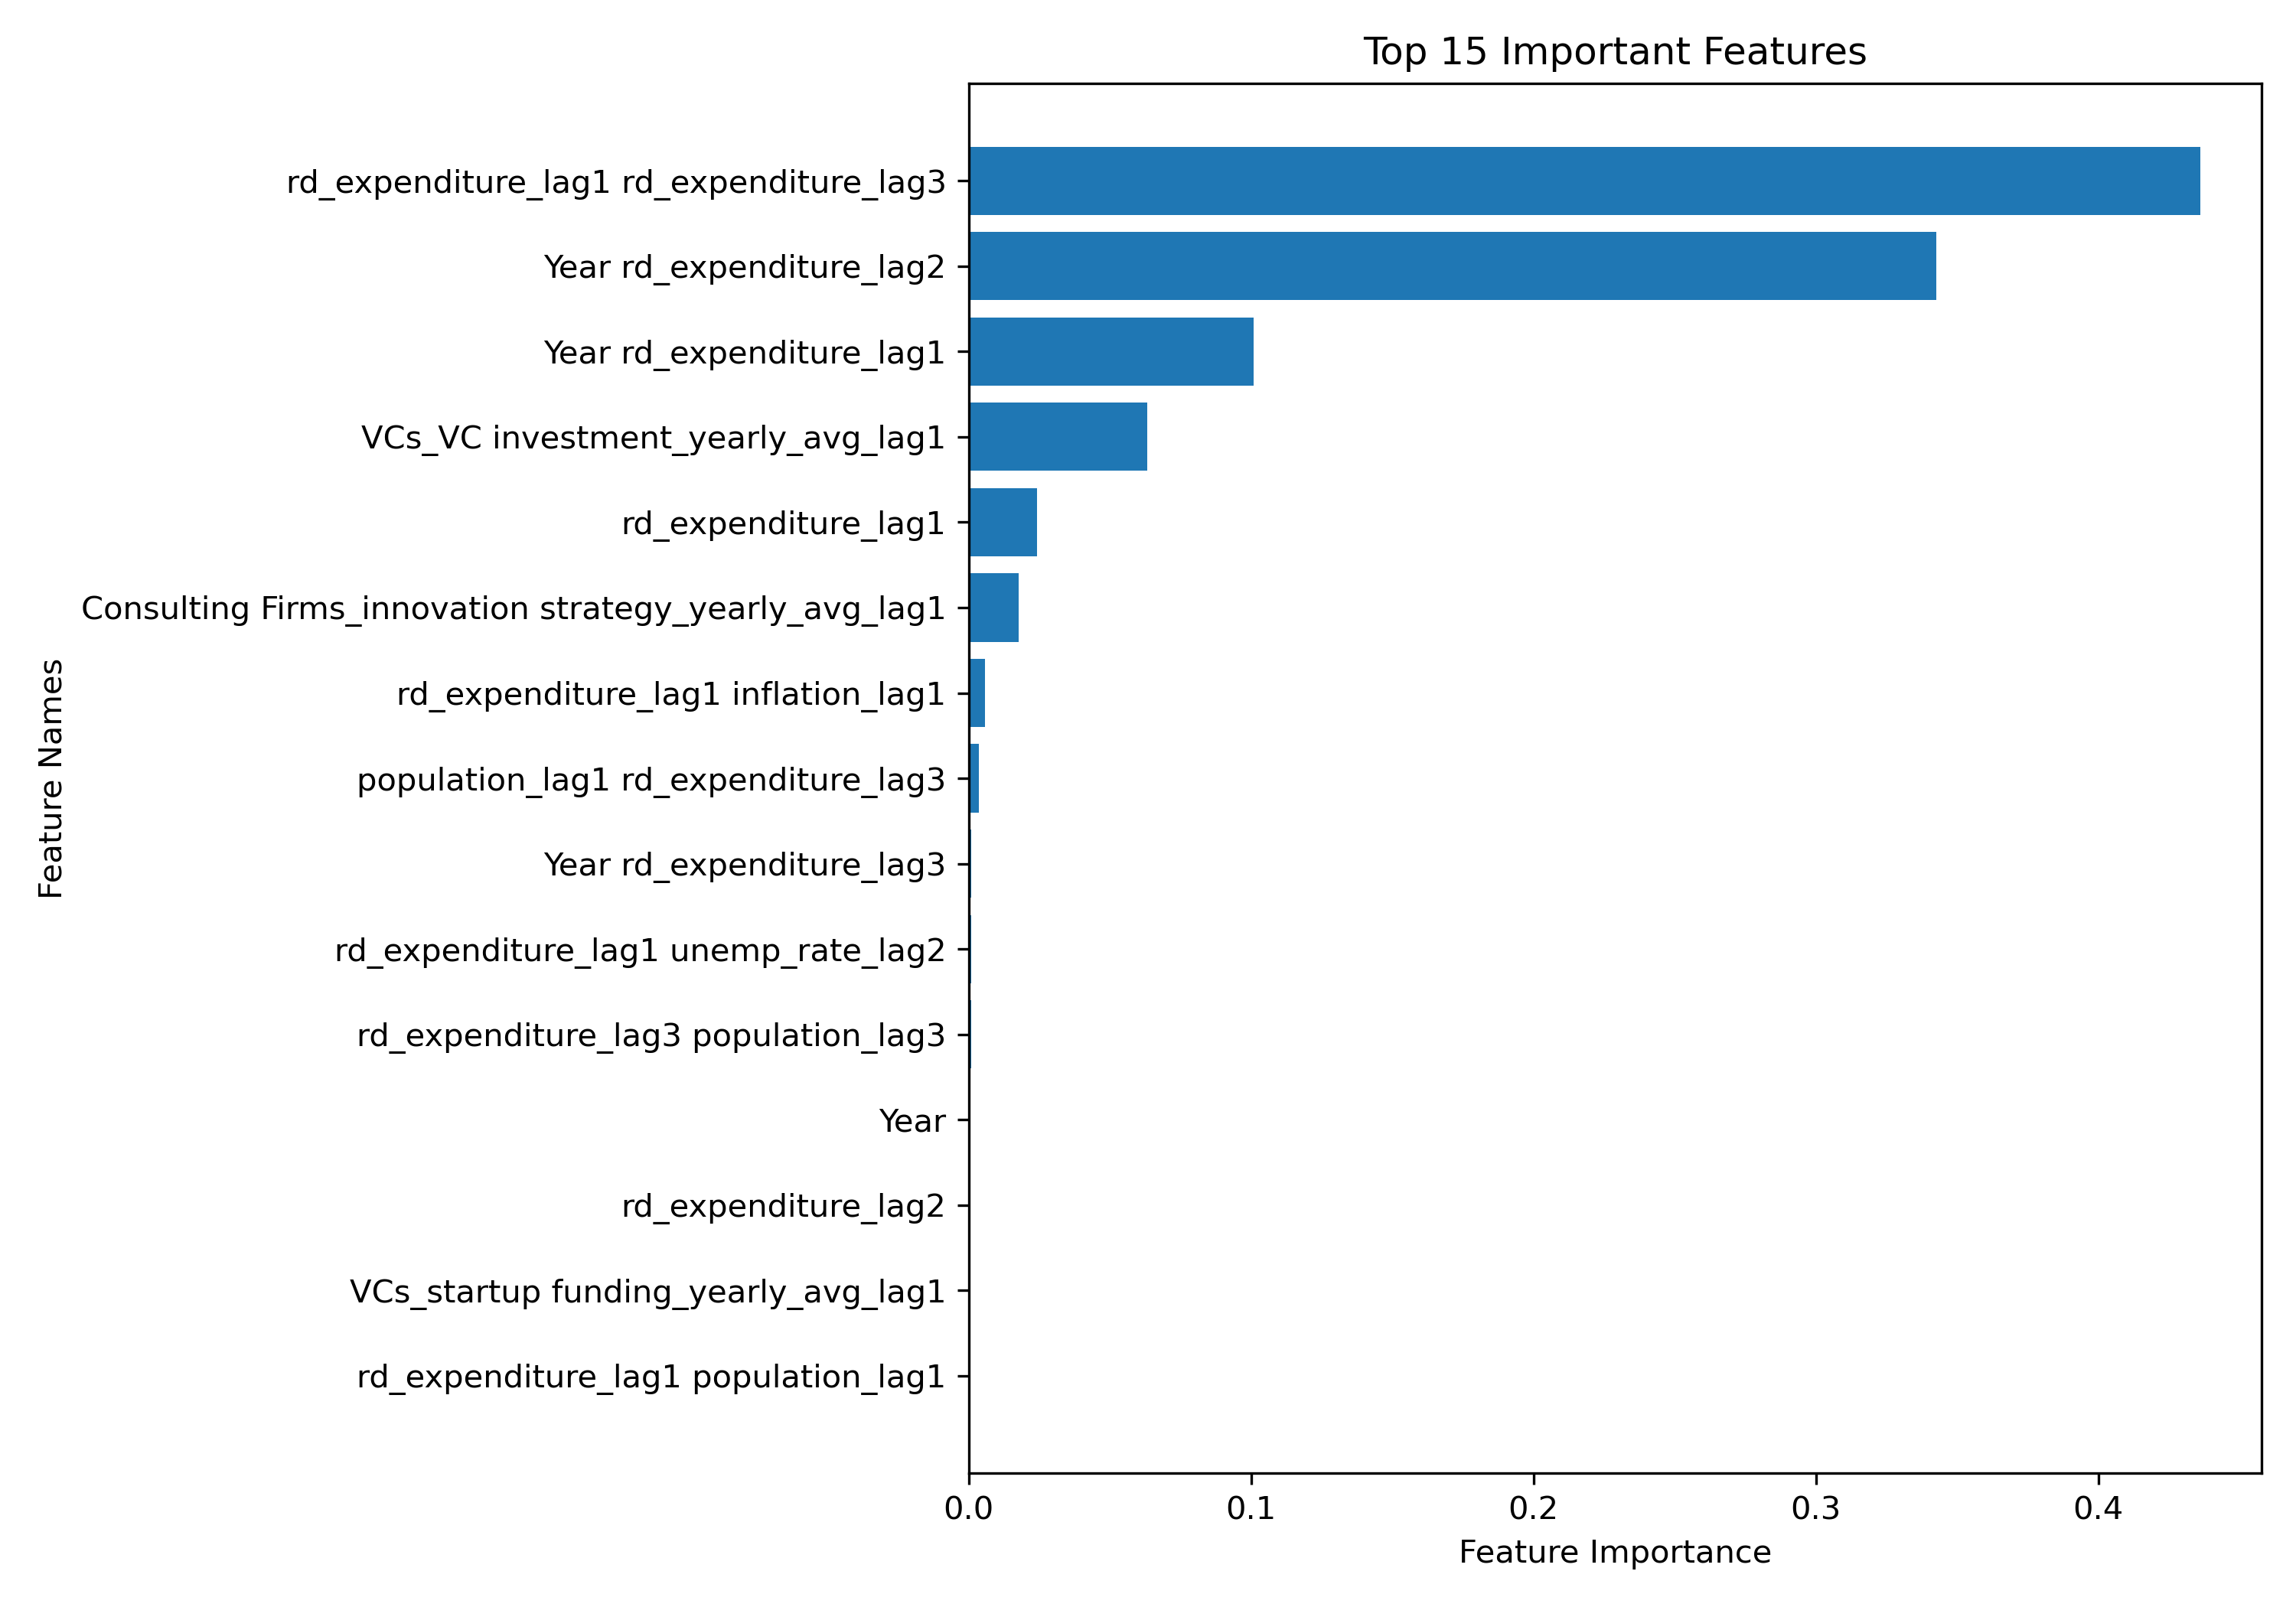 Top 15 Important Features
rd_expenditure_lag1 rd_expenditure_lag3
Year rd_expenditure_lag2
Year rd_expenditure_lag1
VCs_VC investment_yearly_avg_lag1
rd_expenditure_lag1
Consulting Firms_innovation strategy_yearly_avg_lag1
rd_expenditure_lag1 inflation_lag1
population_lag1 rd_expenditure_lag3
Year rd_expenditure_lag3
rd_expenditure_lag1 unemp_rate_lag2
rd_expenditure_lag3 population_lag3
Year
rd_expenditure_lag2
VCs_startup funding_yearly_avg_lag1
rd_expenditure_lag1 population_lag1
Feature Names
0.0 0.1 0.2 0.3 0.4
Feature Importance